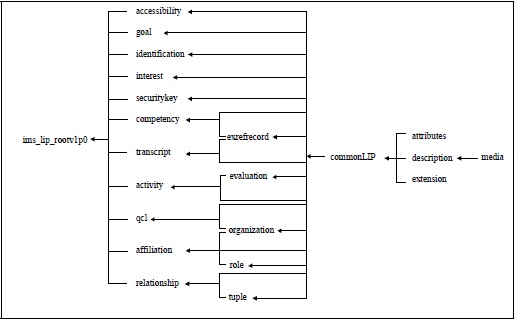 accessibility
goal
identification
interest
securitykey
competency
exrefrecord
ims_lip_rootv1p0
transcript
commonLIP
attributes
description
media
extension
evaluation
activity
qcl
organization
affiliation
role
relationship
tuple